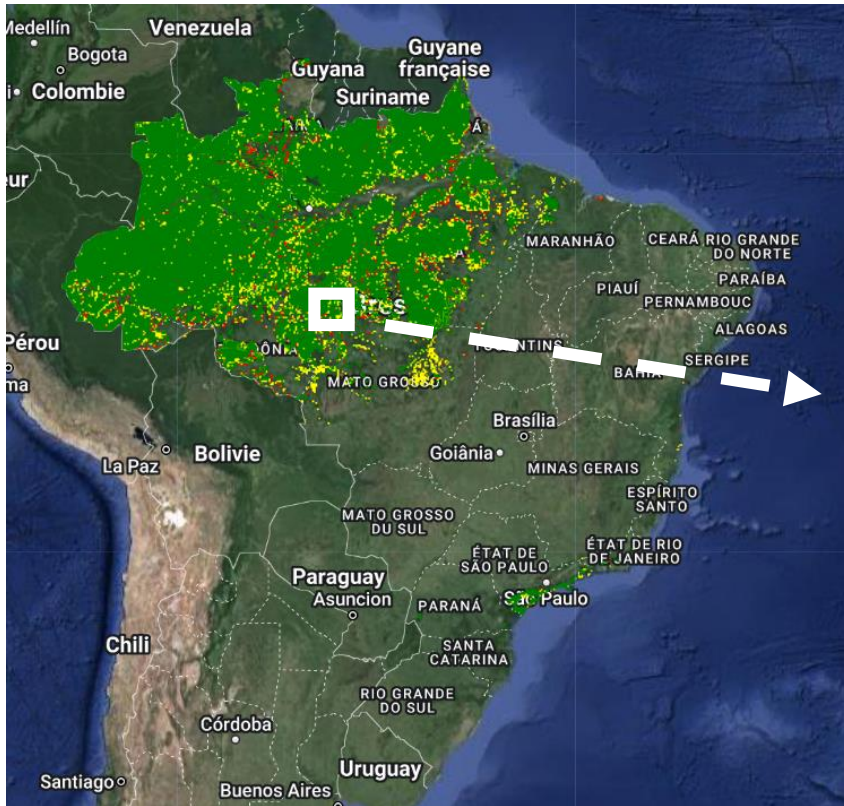 Medellín
Venezuela
Bogota
Colombie
Guyana
Guyane
française
Suriname
Á
eur
MARANHÃO
CEARÁ
RIO GRANDE
DO NORTE
PARAÍBA
PIAUÍ
PERNAMBOUC
ALAGOAS
SERGIPE
TOCANTINS
BAHIA
ÔNIA
MATO GROSSO
Pérou
ma
Brasília
Goiânia
Bolivie
La Paz
MINAS GERAIS
ESPÍRITO
SANTO
MATO GROSSO
DU SUL
ÉTAT DE
SÃO PAULO
ÉTAT DE RIO
DE JANEIRO
Paraguay
Asuncion
PARANÁ
São Paulo
Chili
SANTA
CATARINA
RIO GRANDE
DO SUL
Córdoba
Uruguay
Santiago
Buenos Aires